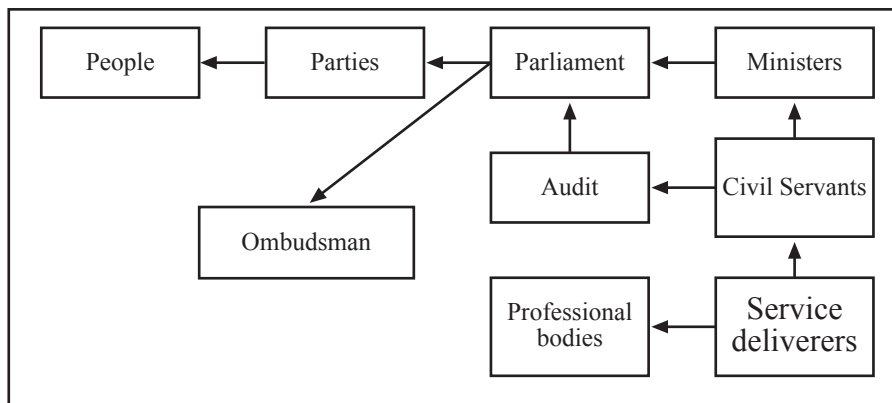 People
Parties
Parliament
Ministers
Audit
Civil Servants
Ombudsman
Professional
bodies
Service
deliverers